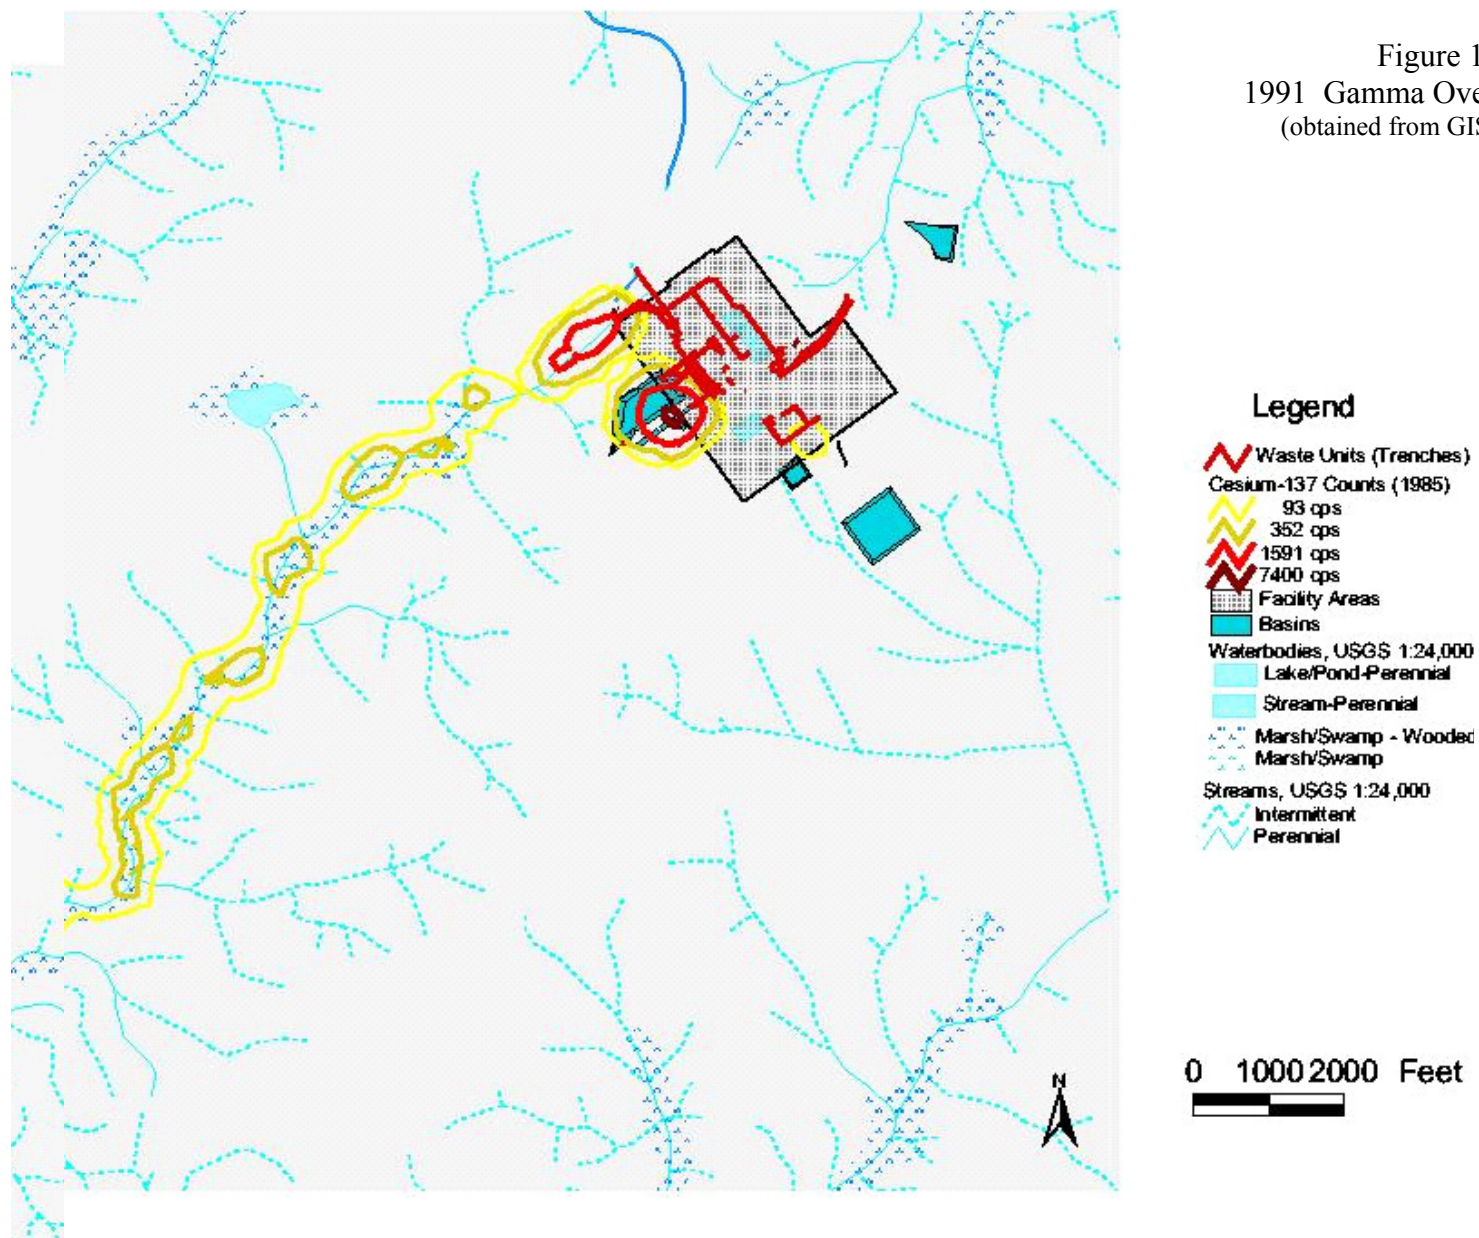 Figure 1
1991 Gamma Ove
(obtained from GIS
Legend
Waste Units (Trenches)
Cesium-137 Counts (1985)
93 cps
352 cps
1591 cps
7400 cps
Facility Areas
Basins
Waterbodies, USGS 1:24,000
Lake/Pond-Perennial
Stream-Perennial
Marsh/Swamp - Wooded
Marsh/Swamp
Streams, USGS 1:24,000
Intermittent
Perennial
N
0 1000 2000 Feet